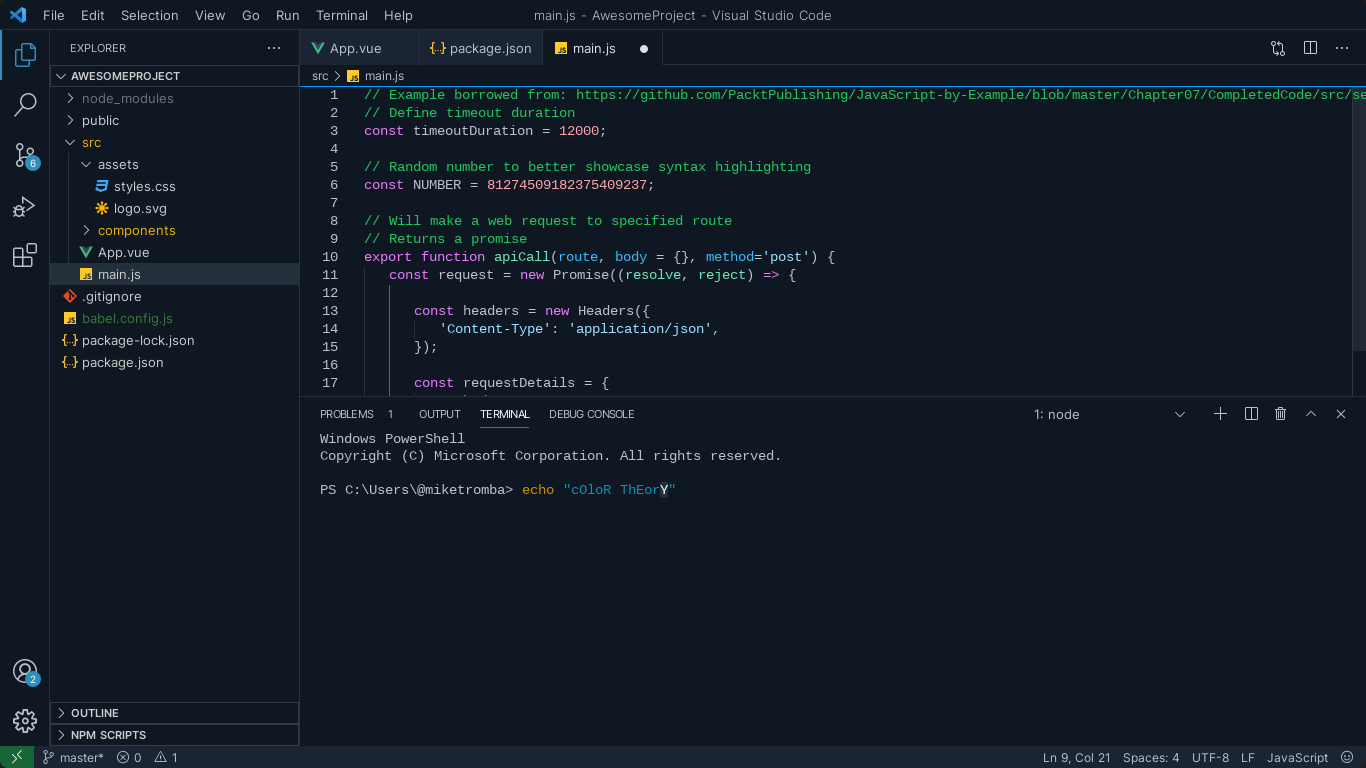 File Edit Selection View Go Run Terminal Help
main.js - AwesomeProject - Visual Studio Code
EXPLORER
AWESOMEPROJECT
node_modules
public
src
assets
styles.css
logo.svg
components
App.vue
main.js
.gitignore
babel.config.js
package-lock.json
package.json
OUTLINE
NPM SCRIPTS
6
2
App.vue package.json main.js
src main.js
1 // Example borrowed from: https://github.com/PacktPublishing/JavaScript-by-Example/blob/master/Chapter07/CompletedCode/src/se
2 // Define timeout duration
3 const timeoutDuration = 12000;
4
5 // Random number to better showcase syntax highlighting
6 const NUMBER = 81274509182375409237;
7
8 // Will make a web request to specified route
9 // Returns a promise
10 export function apiCall(route, body = {}, method='post') {
11 const request = new Promise((resolve, reject) => {
12
13 const headers = new Headers({
14 'Content-Type': 'application/json',
15 });
16
17 const requestDetails = {
PROBLEMS 1 OUTPUT TERMINAL DEBUG CONSOLE 1: node
Windows PowerShell
Copyright (C) Microsoft Corporation. All rights reserved.
PS C:\Users\@miketromba> echo "cOloR ThEorY"
master* 0 1 Ln 9, Col 21 Spaces: 4 UTF-8 LF JavaScript